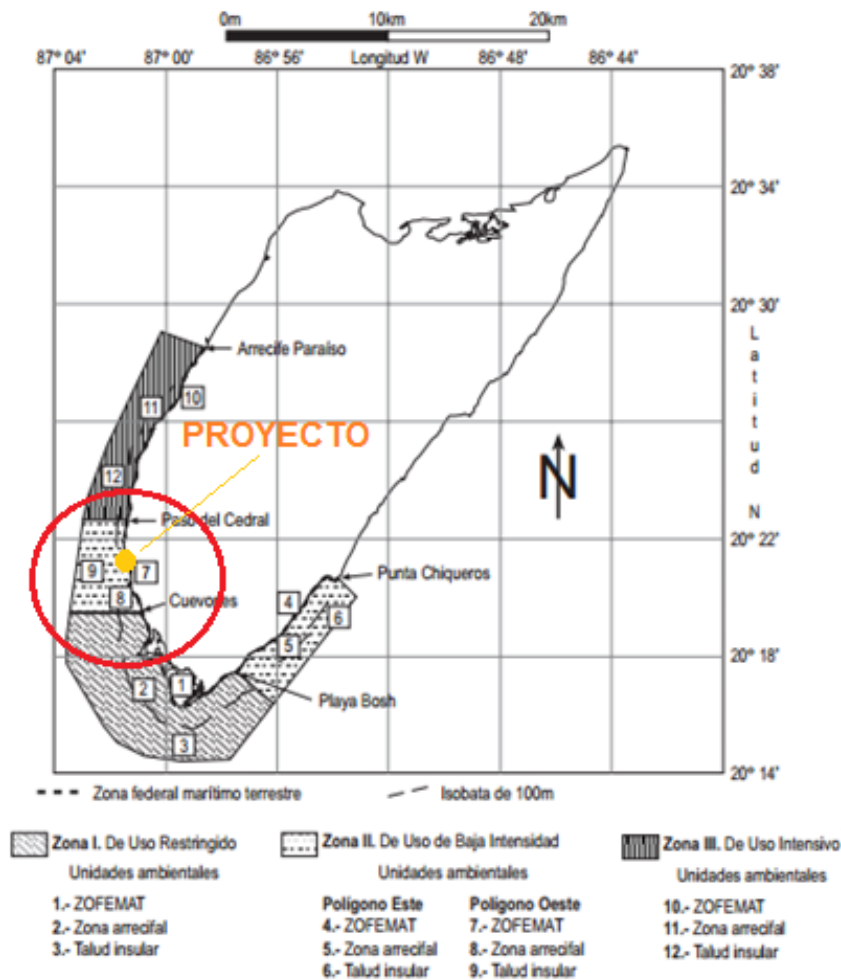 0m 10km 20km
87° 04' 87° 00' 86° 56' Longitud W 86° 48' 86° 44'
20° 38'
20° 34'
20° 30'
Arrecife Paraíso
10
11
PROYECTO
12
Latitud N
N
Paso del Cedral
20° 22'
9 7
Punta Chiqueros
8 Cuevones
4
6
5
20° 18'
1
2
Playa Bosh
3
20° 14'
Zona federal marítimo terrestre Isobata de 100m
Zona I. De Uso Restringido
Unidades ambientales
1.- ZOFEMAT
2.- Zona arrecifal
3.- Talud insular
Zona II. De Uso de Baja Intensidad
Unidades ambientales
Polígono Este
4.- ZOFEMAT
5.- Zona arrecifal
6.- Talud insular
Polígono Oeste
7.- ZOFEMAT
8.- Zona arrecifal
9.- Talud insular
Zona III. De Uso Intensivo
Unidades ambientales
10.- ZOFEMAT
11.- Zona arrecifal
12.- Talud insular